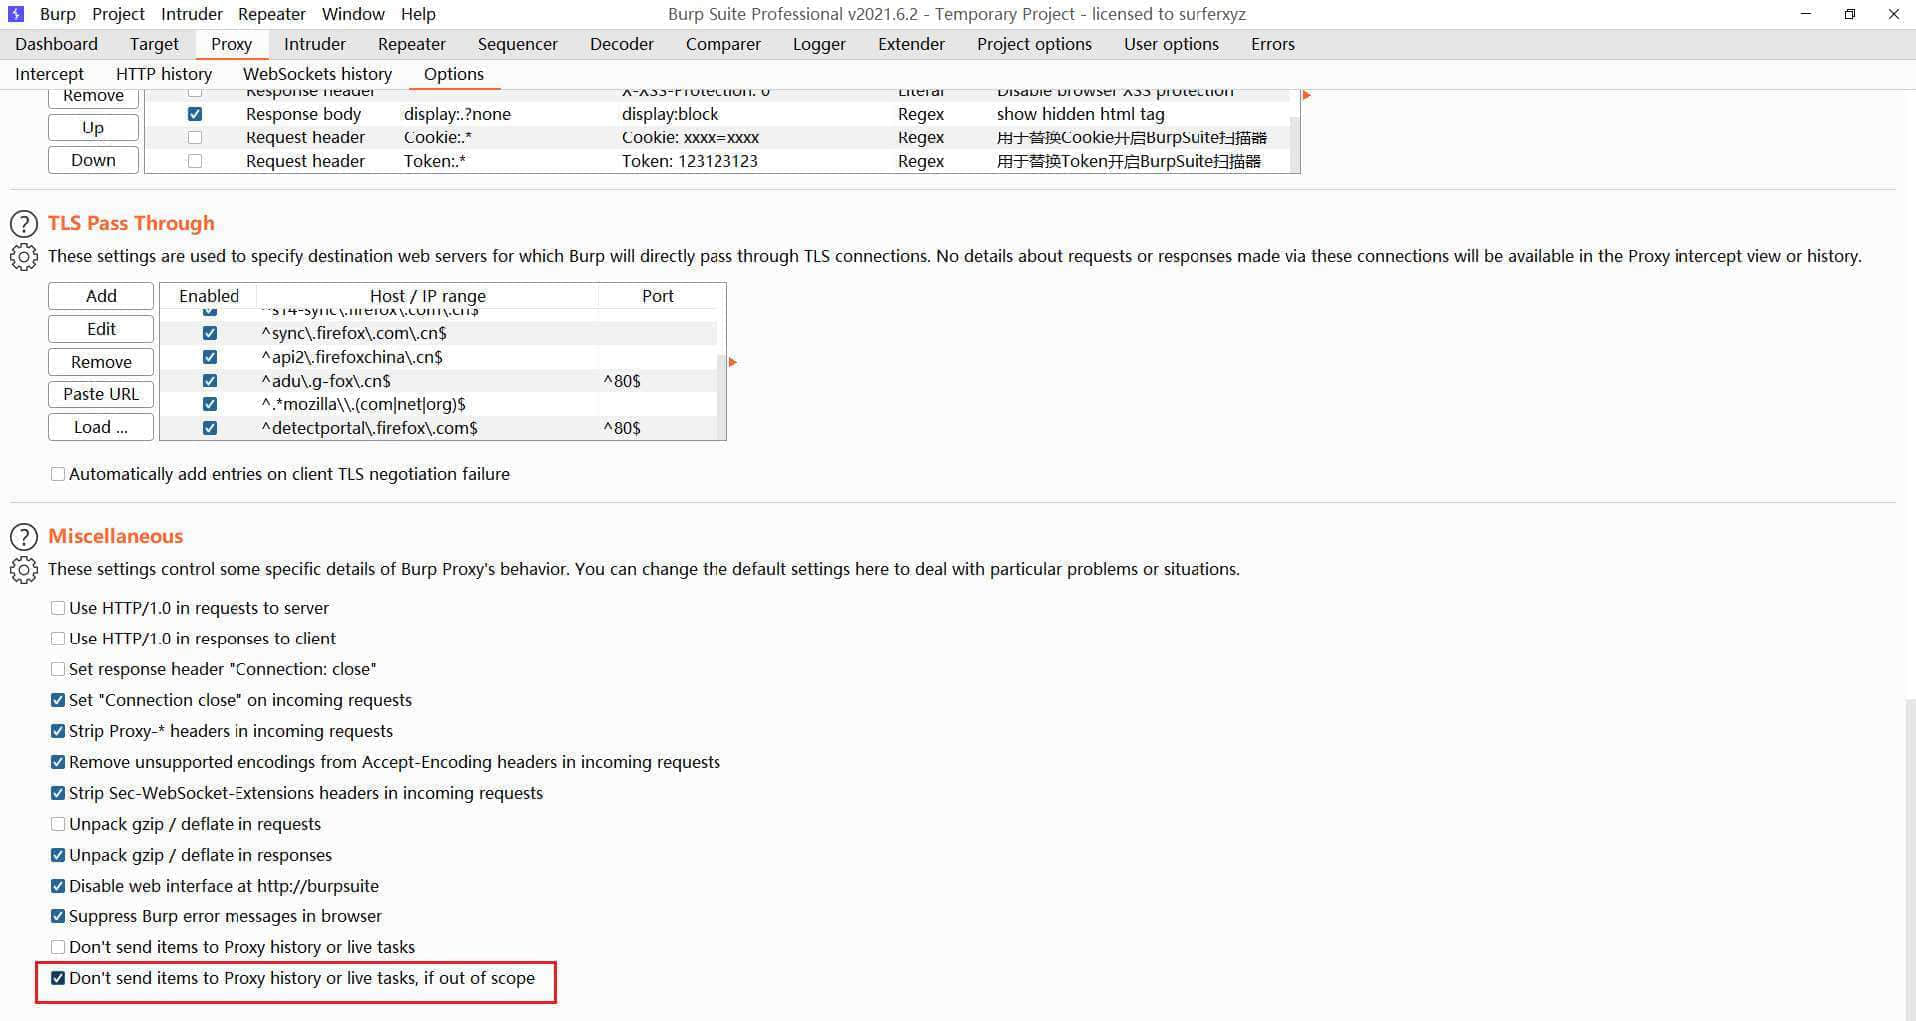 Burp Project Intruder Repeater Window Help Burp Suite Professional v2021.6.2 - Temporary Project - licensed to surferxyz
Dashboard Target Proxy Intruder Repeater Sequencer Decoder Comparer Logger Extender Project options User options Errors
Intercept HTTP history WebSockets history Options
Remove Response header X-XSS-Protection: 0 Literal Disable browser XSS protection
Response body display:.?none display:block Regex show hidden html tag
Up
Request header Cookie:.* Cookie: xxxx=xxxx Regex 用于替换Cookie开启BurpSuite扫描器
Down Request header Token:.* Token: 123123123 Regex 用于替换Token开启BurpSuite扫描器
? TLS Pass Through
These settings are used to specify destination web servers for which Burp will directly pass through TLS connections. No details about requests or responses made via these connections will be available in the Proxy intercept view or history.
Add Enabled Host / IP range Port
^s14-sync\.firefox\.com\.cn$
Edit ^sync\.firefox\.com\.cn$
Remove ^api2\.firefoxchina\.cn$
^adu\.g-fox\.cn$ ^80$
Paste URL ^.*mozilla\\.(com|net|org)$
Load ... ^detectportal\.firefox\.com$ ^80$
Automatically add entries on client TLS negotiation failure
? Miscellaneous
These settings control some specific details of Burp Proxy's behavior. You can change the default settings here to deal with particular problems or situations.
Use HTTP/1.0 in requests to server
Use HTTP/1.0 in responses to client
Set response header "Connection: close"
Set "Connection close" on incoming requests
Strip Proxy-* headers in incoming requests
Remove unsupported encodings from Accept-Encoding headers in incoming requests
Strip Sec-WebSocket-Extensions headers in incoming requests
Unpack gzip / deflate in requests
Unpack gzip / deflate in responses
Disable web interface at http://burpsuite
Suppress Burp error messages in browser
Don't send items to Proxy history or live tasks
Don't send items to Proxy history or live tasks, if out of scope